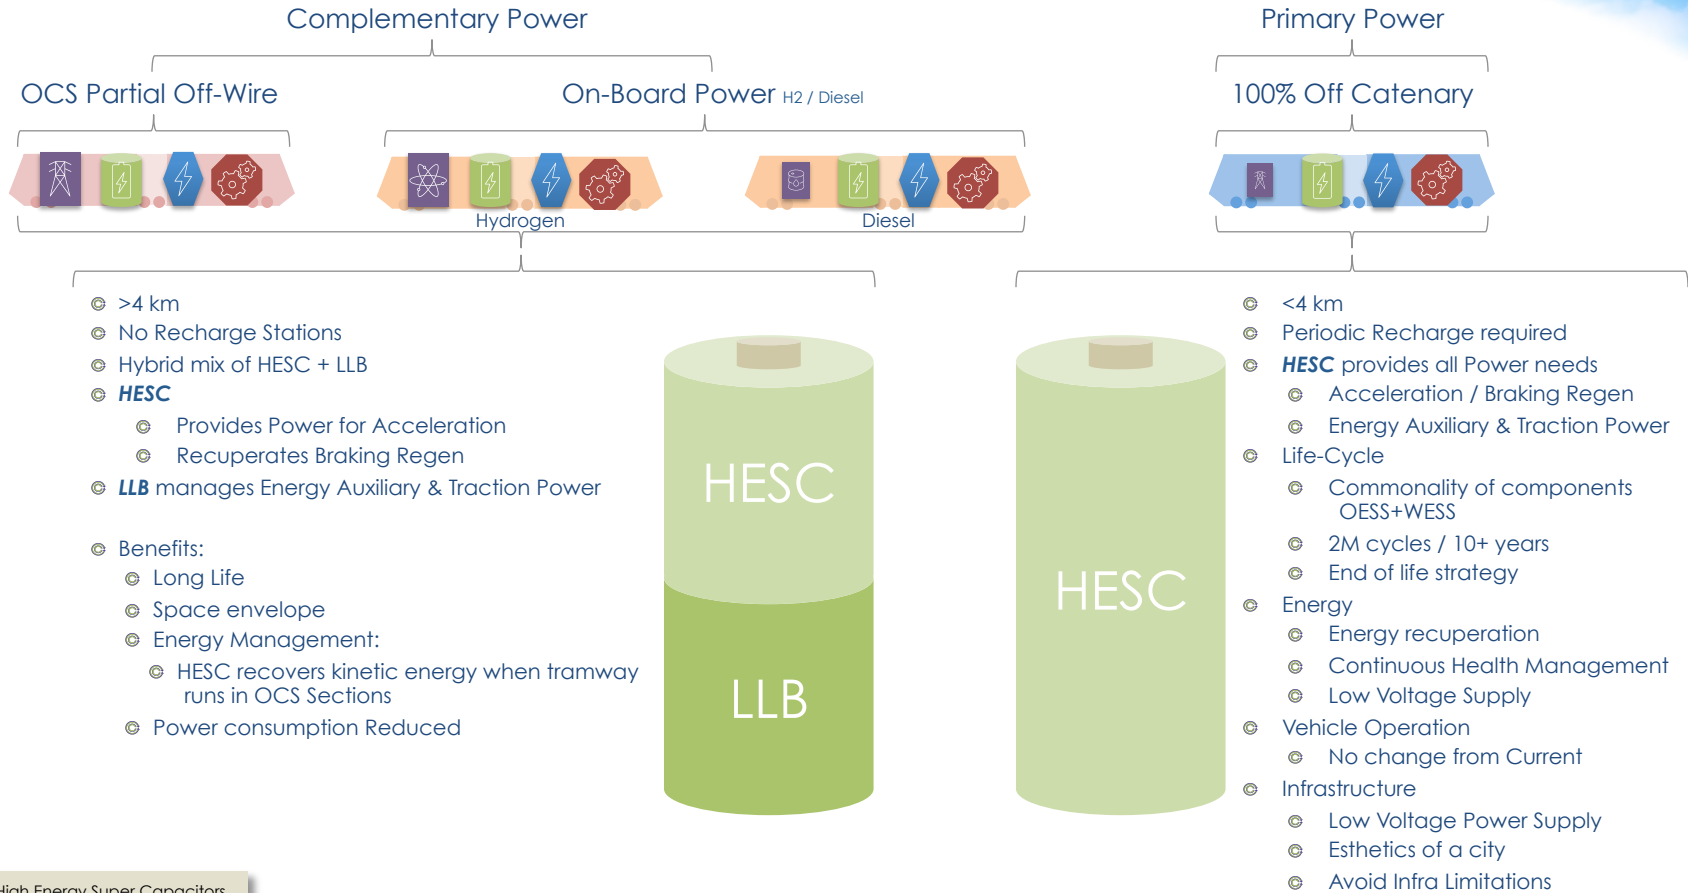 Complementary Power
Primary Power
OCS Partial Off-Wire
On-Board Power H2 / Diesel
100% Off Catenary
Hydrogen
Diesel
>4 km
No Recharge Stations
Hybrid mix of HESC + LLB
HESC
Provides Power for Acceleration
Recuperates Braking Regen
LLB manages Energy Auxiliary & Traction Power
Benefits:
Long Life
Space envelope
Energy Management:
HESC recovers kinetic energy when tramway
runs in OCS Sections
Power consumption Reduced
HESC
LLB
HESC
<4 km
Periodic Recharge required
HESC provides all Power needs
Acceleration / Braking Regen
Energy Auxiliary & Traction Power
Life-Cycle
Commonality of components
OESS+WESS
2M cycles / 10+ years
End of life strategy
Energy
Energy recuperation
Continuous Health Management
Low Voltage Supply
Vehicle Operation
No change from Current
Infrastructure
Low Voltage Power Supply
Esthetics of a city
Avoid Infra Limitations
High Energy Super Capacitors